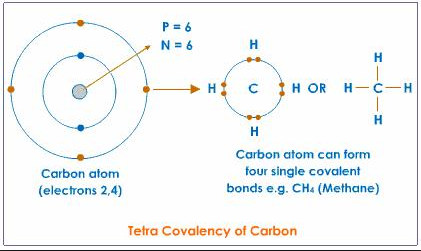 P = 6
N = 6
H
H C H OR
H
H
H—C—H
H
Carbon atom
(electrons 2,4)
Carbon atom can form
four single covalent
bonds e.g. CH₄ (Methane)
Tetra Covalency of Carbon